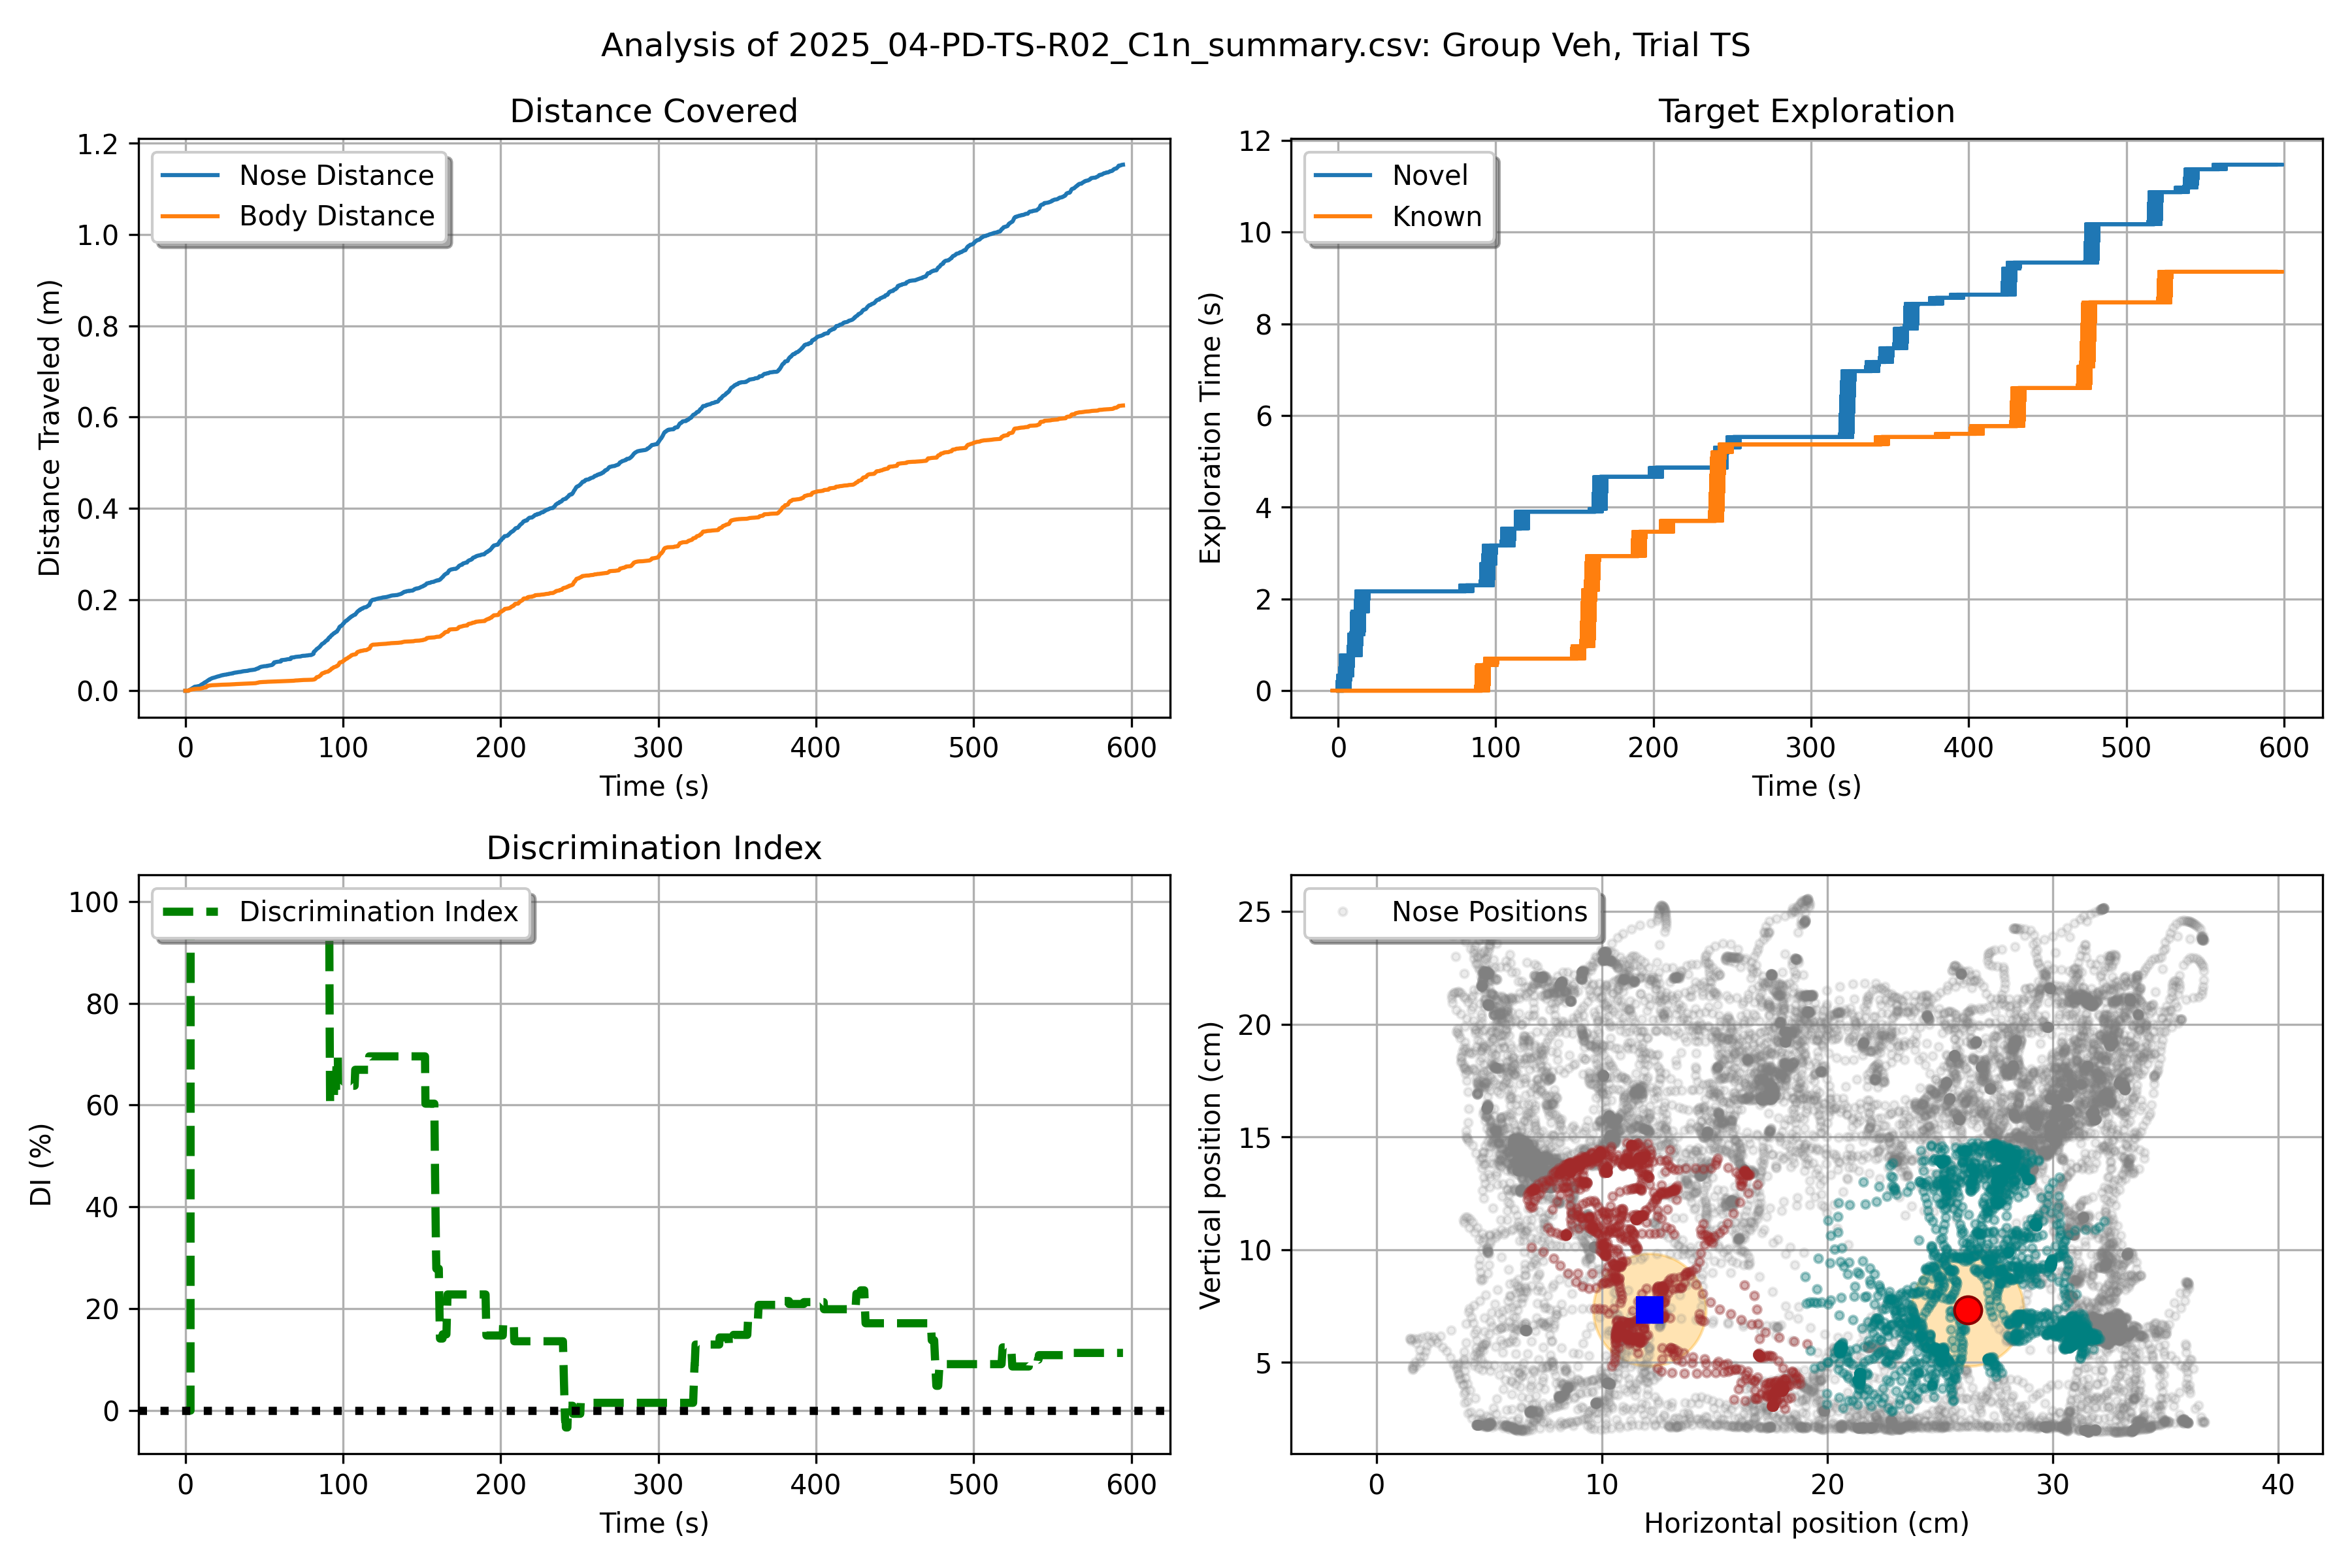 Analysis of 2025_04-PD-TS-R02_C1n_summary.csv: Group Veh, Trial TS
Distance Covered
Nose Distance
Body Distance
Distance Traveled (m)
1.2
1.0
0.8
0.6
0.4
0.2
0.0
0 100 200 300 400 500 600
Time (s)
Target Exploration
Novel
Known
Exploration Time (s)
12
10
8
6
4
2
0
0 100 200 300 400 500 600
Time (s)
Discrimination Index
Discrimination Index
DI (%)
100
80
60
40
20
0
0 100 200 300 400 500 600
Time (s)
Nose Positions
Vertical position (cm)
25
20
15
10
5
0 10 20 30 40
Horizontal position (cm)